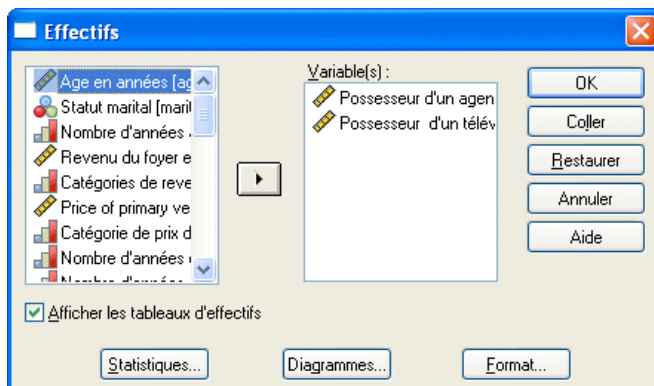 Effectifs
Age en années [ag
Statut marital [marit
Nombre d'années
Revenu du foyer e
Catégories de reve
Price of primary ve
Catégorie de prix d
Nombre d'années
Nombre d'années
Variable(s) :
Possesseur d'un agen
Possesseur d'un télév
OK
Coller
Restaurer
Annuler
Aide
Afficher les tableaux d'effectifs
Statistiques...
Diagrammes...
Format...